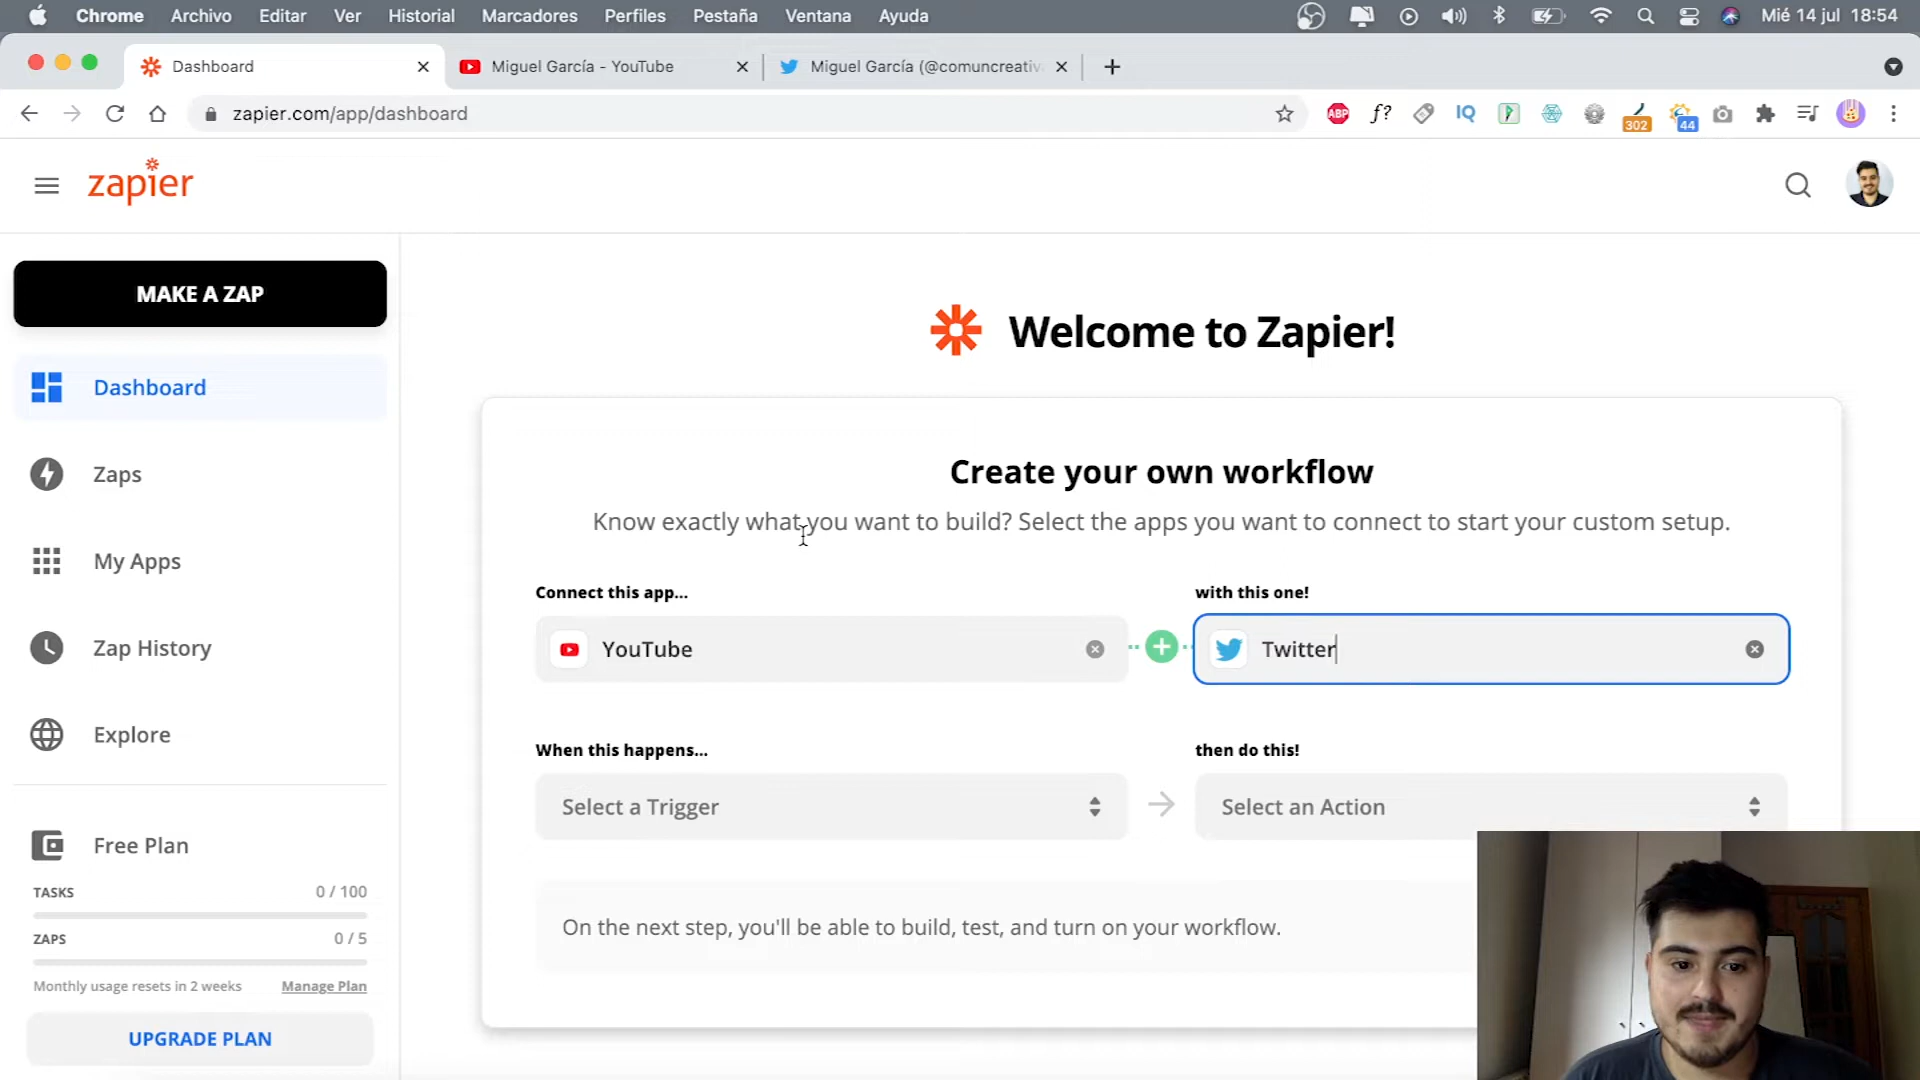 Chrome Archivo Editar Ver Historial Marcadores Perfiles Pestaña Ventana Ayuda Mié 14 jul 18:54
Dashboard Miguel García - YouTube Miguel García (@comuncreativ
zapier.com/app/dashboard ABP ƒ? IQ 302 44
zapier
MAKE A ZAP
Dashboard
Zaps
My Apps
Zap History
Explore
Free Plan
TASKS 0 / 100
ZAPS 0 / 5
Monthly usage resets in 2 weeks Manage Plan
UPGRADE PLAN
Welcome to Zapier!
Create your own workflow
Know exactly what you want to build? Select the apps you want to connect to start your custom setup.
Connect this app... with this one!
YouTube Twitter
When this happens... then do this!
Select a Trigger Select an Action
On the next step, you'll be able to build, test, and turn on your workflow.